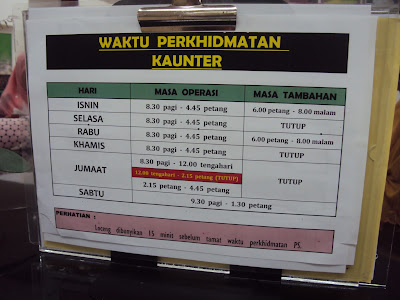 WAKTU PERKHIDMATAN
KAUNTER
HARI MASA OPERASI MASA TAMBAHAN
ISNIN 8.30 pagi - 4.45 petang 6.00 petang - 8.00 malam
SELASA 8.30 pagi - 4.45 petang TUTUP
RABU 8.30 pagi - 4.45 petang 6.00 petang - 8.00 malam
KHAMIS 8.30 pagi - 4.45 petang TUTUP
JUMAAT 8.30 pagi - 12.00 tengahari TUTUP
12.00 tengahari - 2.15 petang (TUTUP)
2.15 petang - 4.45 petang
SABTU 9.30 pagi - 1.30 petang
PERHATIAN :
Loceng dibunyikan 15 minit sebelum tamat waktu perkhidmatan PS.